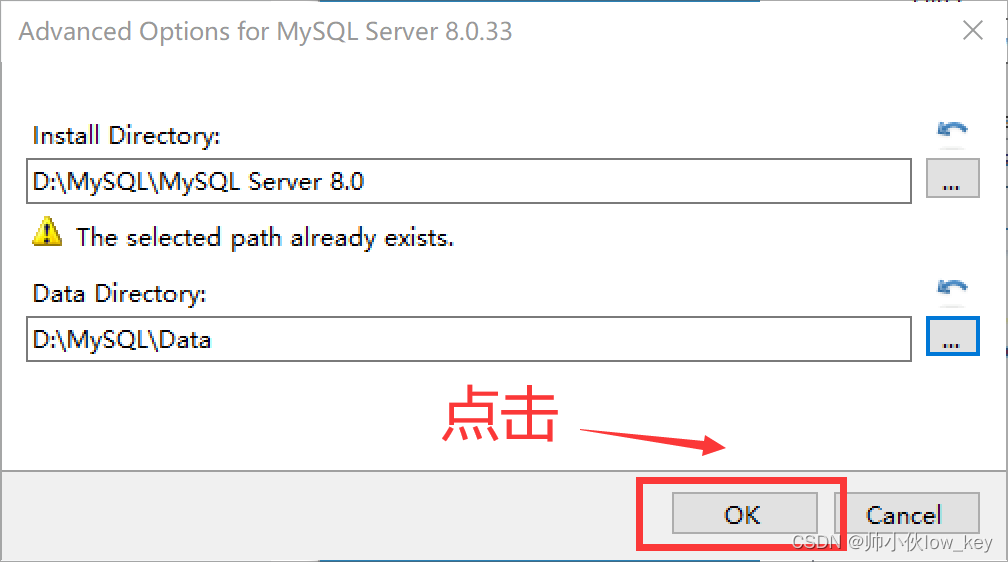 Advanced Options for MySQL Server 8.0.33
Install Directory:
D:\MySQL\MySQL Server 8.0
...
The selected path already exists.
Data Directory:
D:\MySQL\Data
...
点击
OK
Cancel
CSDN @帅小伙low_key